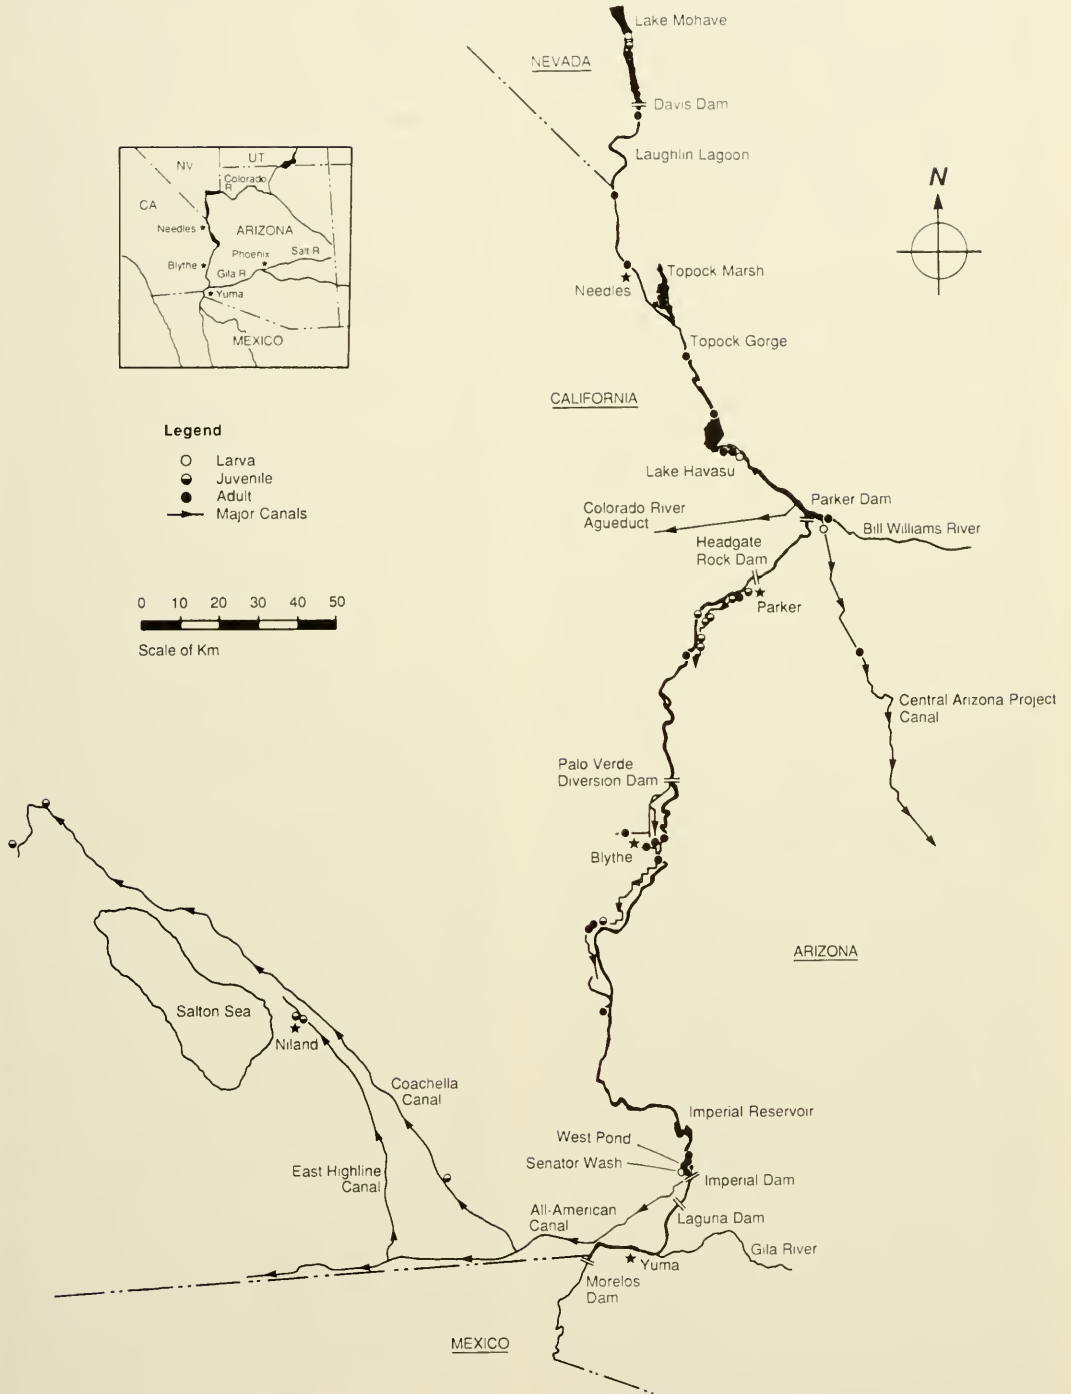 Lake Mohave
NEVADA
Davis Dam
Laughlin Lagoon
NV
UT
Colorado
R
CA
Needles
ARIZONA
Phoenix
Salt R
Blythe
Gila R
Yuma
MEXICO
N
Topock Marsh
Needles
Topock Gorge
CALIFORNIA
Legend
Larva
Juvenile
Adult
Major Canals
Lake Havasu
Parker Dam
Colorado River
Agueduct
Bill Williams River
Headgate
Rock Dam
Parker
0 10 20 30 40 50
Scale of Km
Central Arizona Project
Canal
Palo Verde
Diversion Dam
Blythe
ARIZONA
Salton Sea
Niland
Coachella
Canal
Imperial Reservoir
West Pond
Senator Wash
East Highline
Canal
Imperial Dam
All-American
Canal
Laguna Dam
Gila River
Yuma
Morelos
Dam
MEXICO